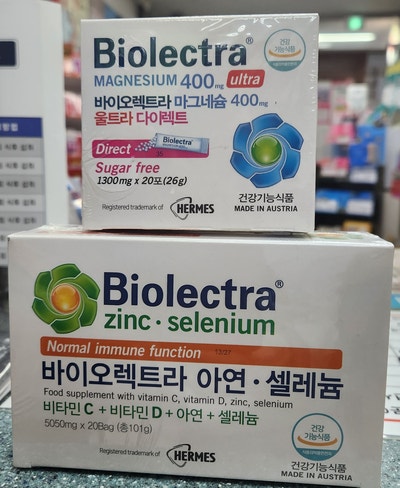 Biolectra®
MAGNESIUM 400mg ultra
바이오렉트라 마그네슘 400mg
울트라 다이렉트
Direct
Biolectra
Sugar free
1300mg x 20포(26g)
Registered trademark of HERMES
건강
기능식품
건강기능식품
MADE IN AUSTRIA
Biolectra®
zinc · selenium
Normal immune function
바이오렉트라 아연 · 셀레늄
Food supplement with vitamin C, vitamin D, zinc, selenium
비타민 C + 비타민 D + 아연 + 셀레늄
5050mg x 20Bag (총101g)
Registered trademark of HERMES
건강
기능식품
건강기능식품
MADE IN AUSTRIA